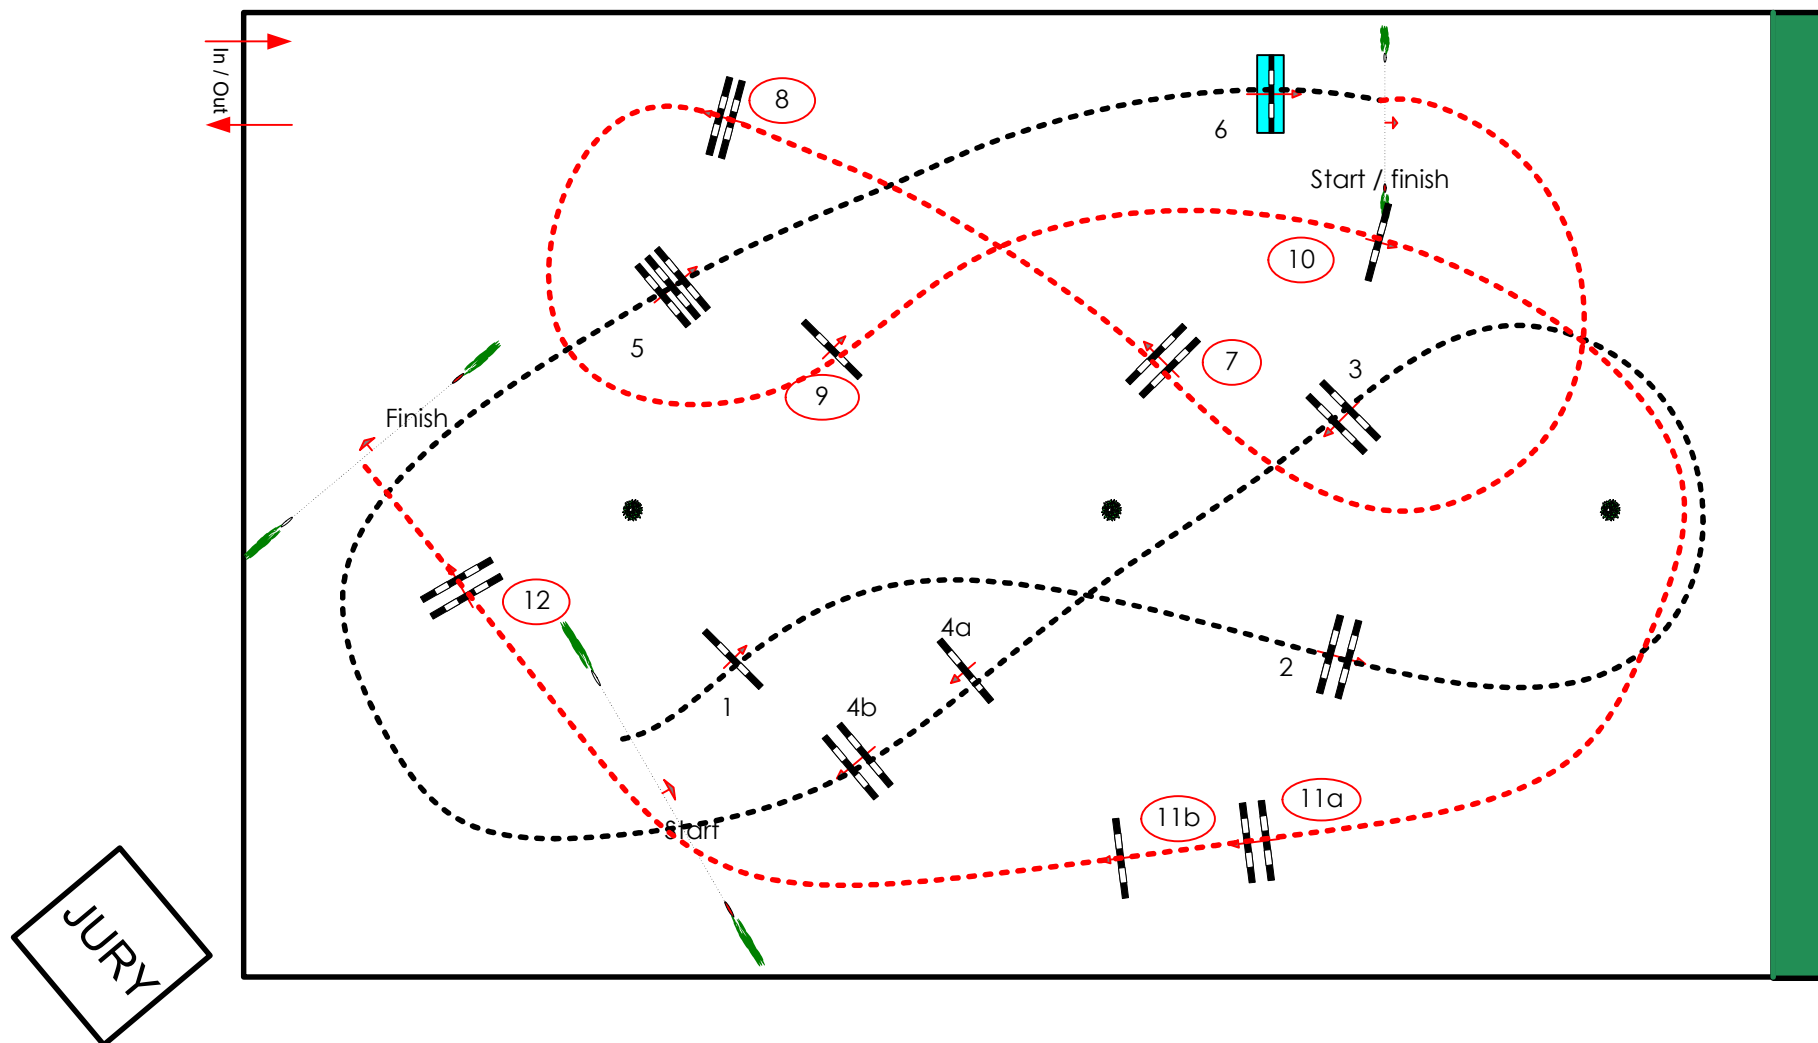 In / Out
8
6
Start / finish
10
5
7
3
9
Finish
12
4a
2
1
4b
11a
11b
Start
JURY